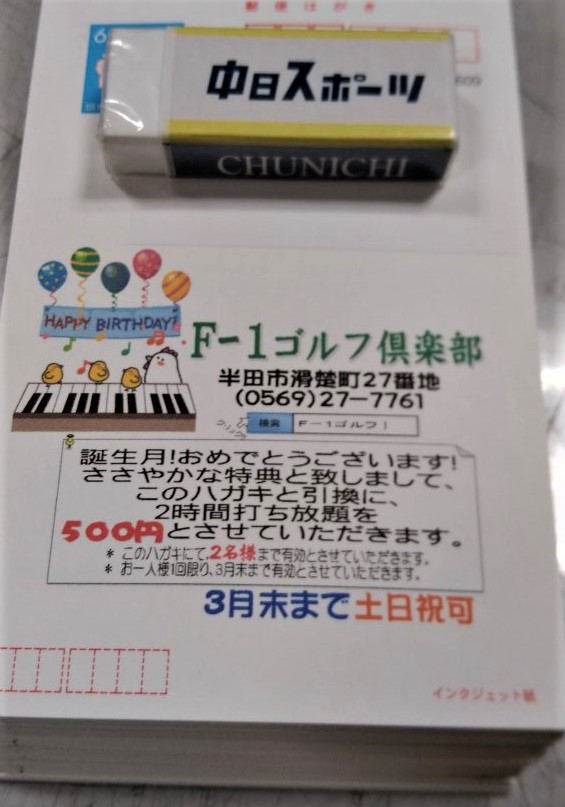 郵便はがき
6
中日スポーツ
CHUNICHI
HAPPY BIRTHDAY!
F-1ゴルフ倶楽部
半田市滑楚町27番地
(0569)27-7761
検索 F-1ゴルフ
誕生月!おめでとうございます!
ささやかな特典と致しまして、
このハガキと引換に、
2時間打ち放題を
500円とさせていただきます。
* このハガキにて、2名様まで有効とさせていただきます。
* お一人様1回限り、3月末まで有効とさせていただきます。
3月末まで土日祝可
インクジェット紙